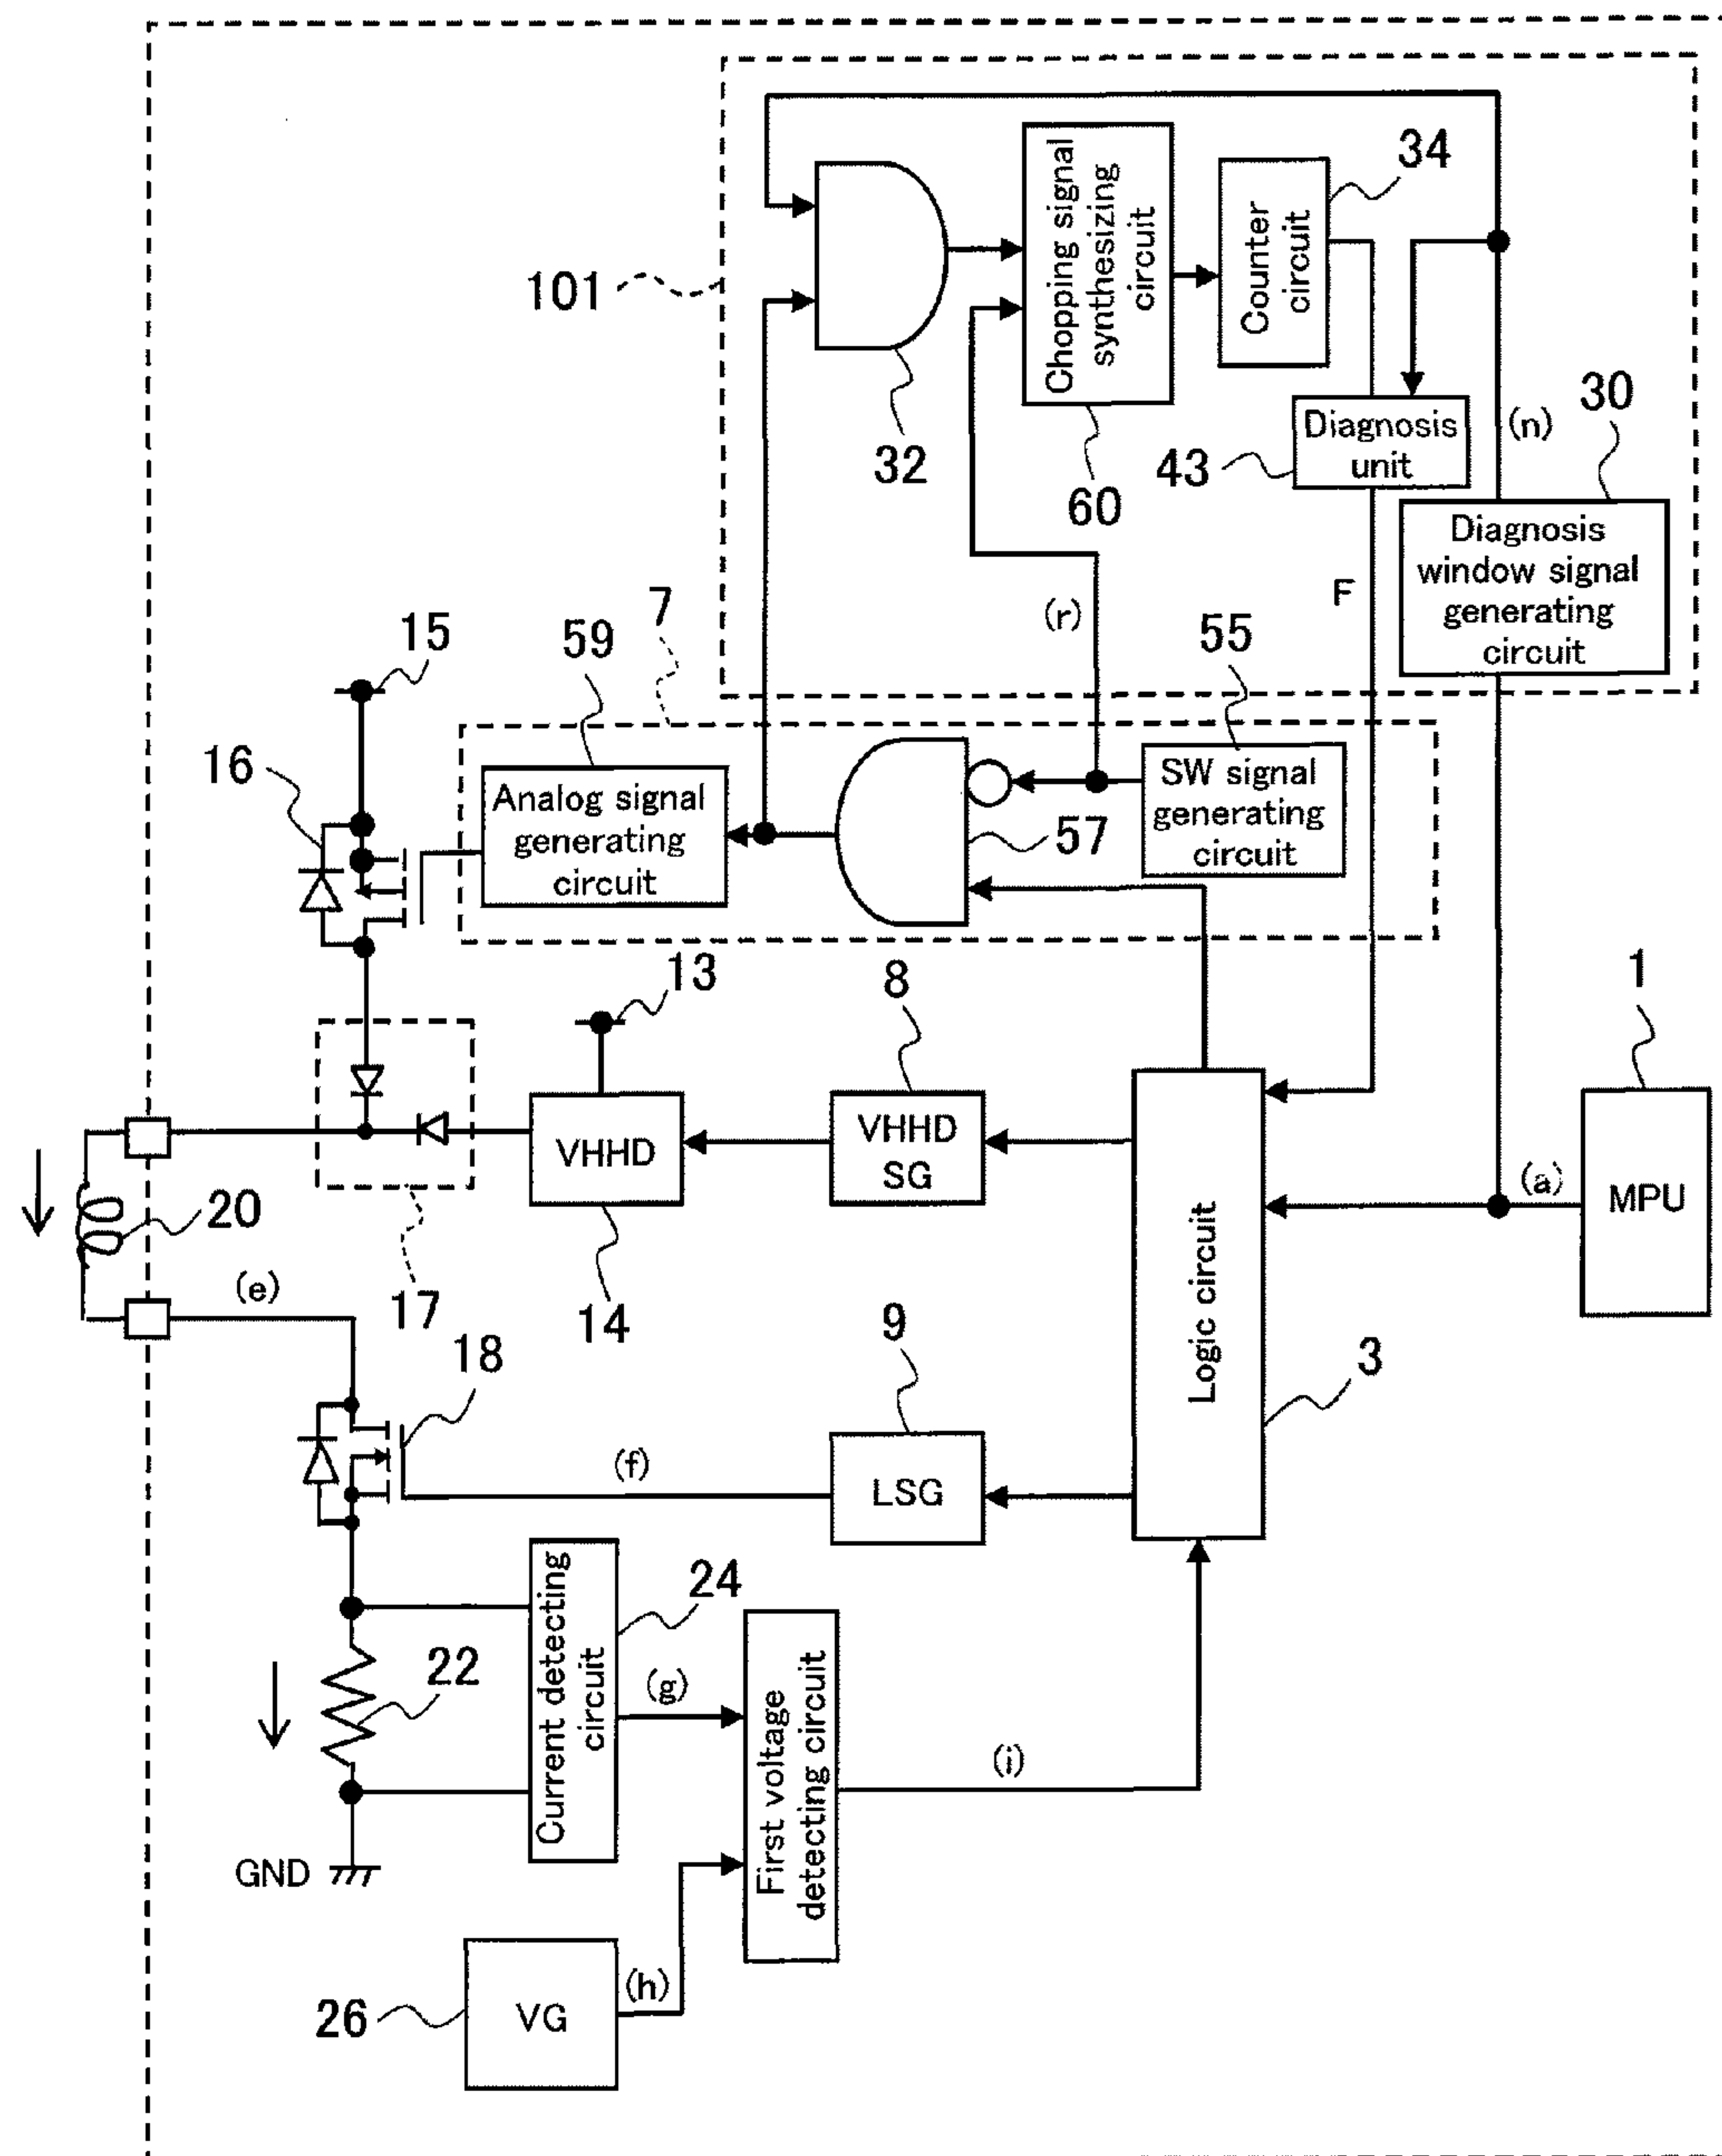 34
Chopping signal
synthesizing
circuit
Counter
circuit
101
30
32
Diagnosis
unit
(n)
43
60
Diagnosis
window signal
generating
circuit
F
7
(r)
15
59
55
16
Analog signal
generating
circuit
SW signal
generating
circuit
57
13
8
1
VHHD
VHHD
SG
(a)
MPU
20
Logic circuit
(e)
17
14
9
18
3
(f)
LSG
24
Current detecting
circuit
22
(g)
First voltage
detecting circuit
(i)
GND
(h)
26
VG